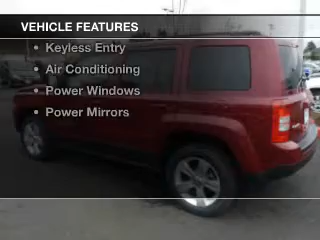 VEHICLE FEATURES
• Keyless Entry
• Air Conditioning
• Power Windows
• Power Mirrors